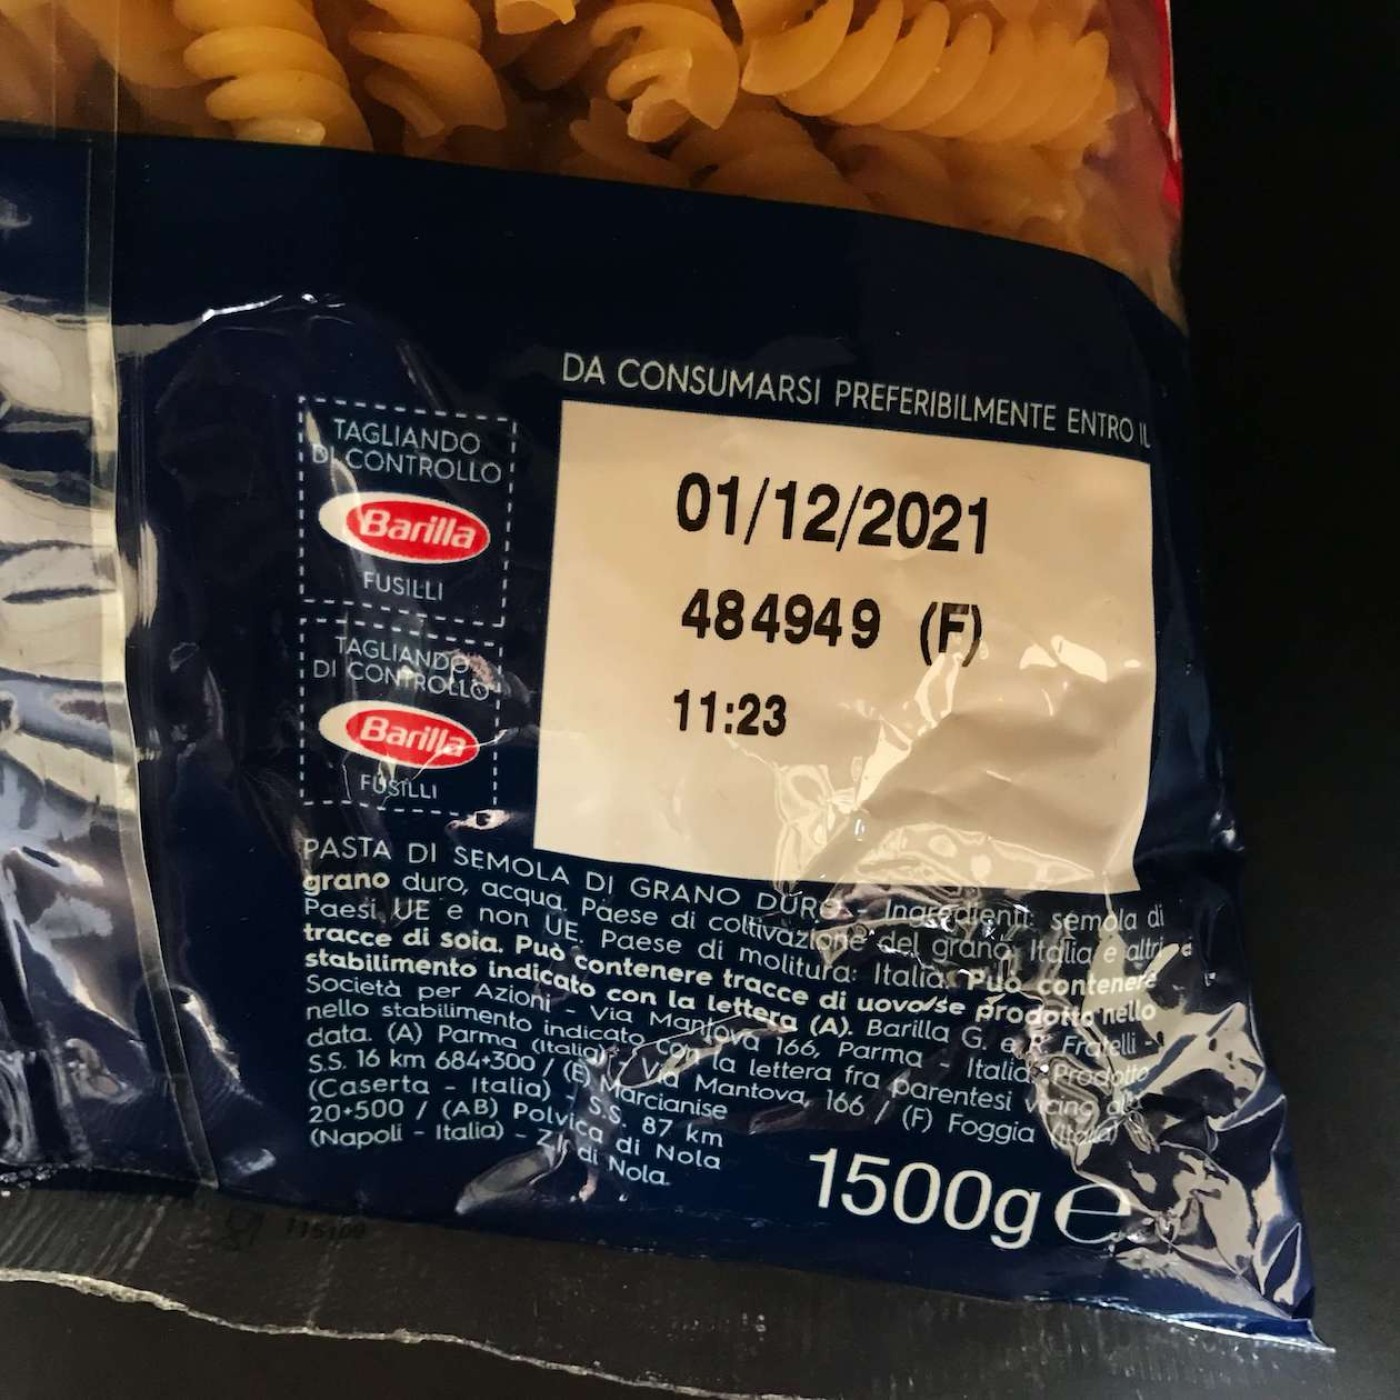 DA CONSUMARSI PREFERIBILMENTE ENTRO IL
01/12/2021
484949 (F)
11:23
TAGLIANDO
DI CONTROLLO
Barilla
FUSILLI
TAGLIANDO
DI CONTROLLO
Barilla
FUSILLI
PASTA DI SEMOLA DI GRANO DURO - Ingredienti: semola di
grano duro, acqua. Paese di coltivazione del grano: Italia e altri
Paesi UE e non UE. Paese di molitura: Italia. Può contenere
tracce di soia. Può contenere tracce di uova se prodotto nello
stabilimento indicato con la lettera (A). Barilla G. e R. Fratelli -
Società per Azioni - Via Mantova 166, Parma - Italia. Prodotto
nello stabilimento indicato con la lettera fra parentesi vicino alla
data. (A) Parma (Italia), Via Mantova, 166 / (F) Foggia (Italia)
S.S. 16 km 684+300 / (E) Marcianise
(Caserta - Italia) - S.S. 87 km
20+500 / (AB) Polvica di Nola
(Napoli - Italia) - Z.I. di Nola.
1500g e
115109